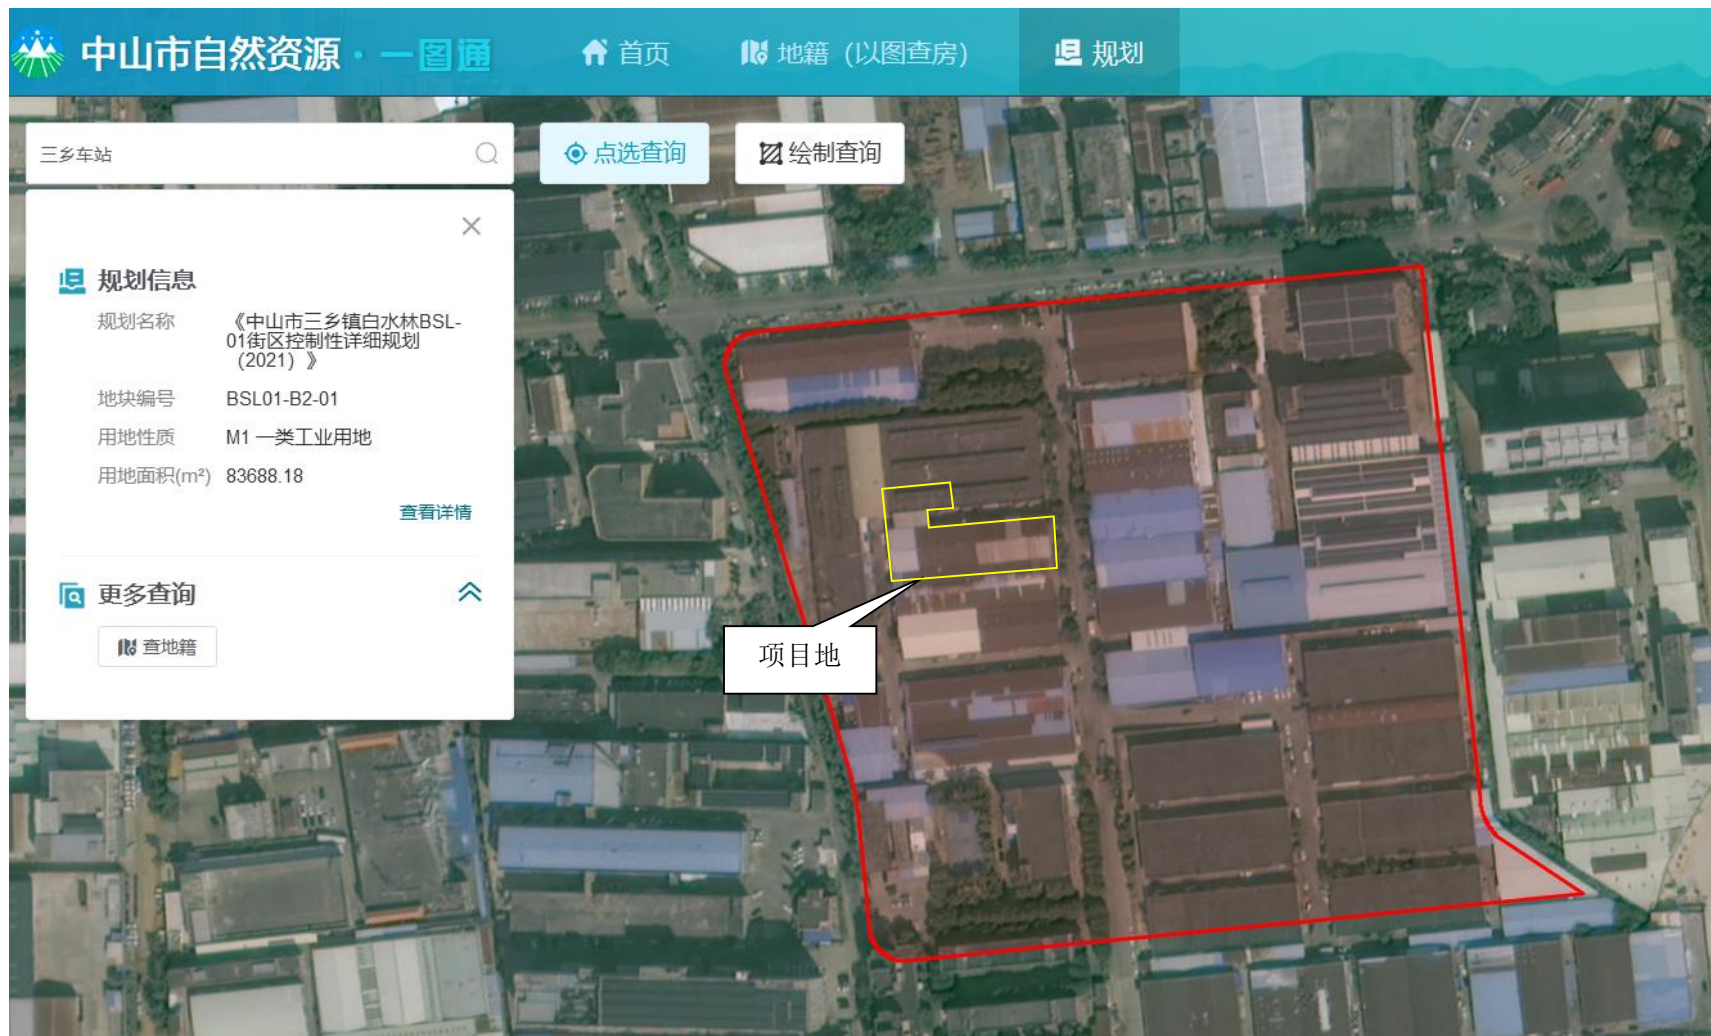 中山市自然资源·一图通
首页
地籍（以图查房）
规划
三乡车站
点选查询
绘制查询
规划信息
规划名称
《中山市三乡镇白水林BSL-
01街区控制性详细规划
（2021）》
地块编号
BSL01-B2-01
用地性质
M1 一类工业用地
用地面积(m²)
83688.18
查看详情
更多查询
查地籍
项目地